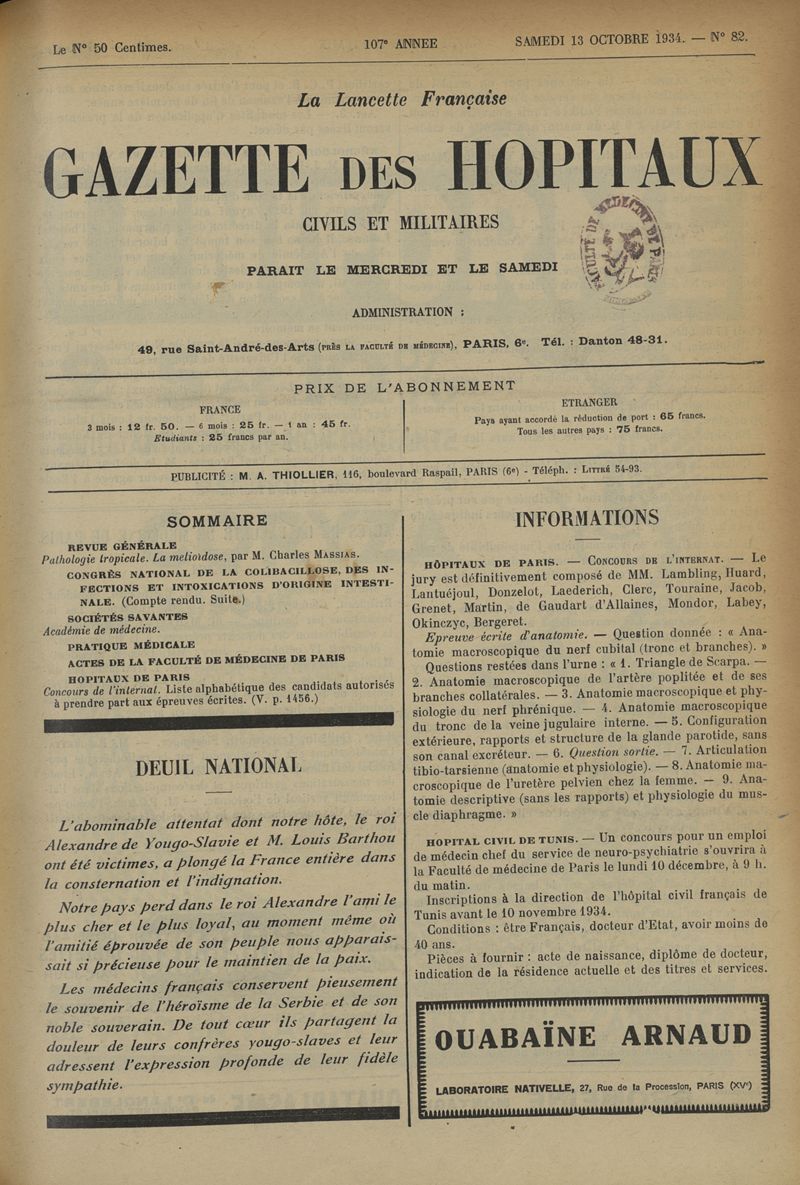 Le N° 50 Centimes.
107e ANNEE
SAMEDI 13 OCTOBRE 1934. — N° 82.
La Lancette Française
GAZETTE DES HOPITAUX
CIVILS ET MILITAIRES
FACULTÉ DE MÉDECINE DE PARIS
PARAIT LE MERCREDI ET LE SAMEDI
ADMINISTRATION :
49, rue Saint-André-des-Arts (PRÈS LA FACULTÉ DE MÉDECINE), PARIS, 6e. Tél. : Danton 48-31.
PRIX DE L'ABONNEMENT
FRANCE
3 mois : 12 fr. 50. — 6 mois : 25 fr. — 1 an : 45 fr.
Etudiants : 25 francs par an.
ETRANGER
Pays ayant accordé la réduction de port : 65 francs.
Tous les autres pays : 75 francs.
PUBLICITÉ : M. A. THIOLLIER, 116, boulevard Raspail, PARIS (6e) - Téléph. : LITTRÉ 54-93.
SOMMAIRE
REVUE GÉNÉRALE
Pathologie tropicale. La melioïdose, par M. Charles MASSIAS.
CONGRÈS NATIONAL DE LA COLIBACILLOSE, DES IN-
FECTIONS ET INTOXICATIONS D'ORIGINE INTESTI-
NALE. (Compte rendu. Suite.)
SOCIÉTÉS SAVANTES
Académie de médecine.
PRATIQUE MÉDICALE
ACTES DE LA FACULTÉ DE MÉDECINE DE PARIS
HOPITAUX DE PARIS
Concours de l'internat. Liste alphabétique des candidats autorisés
à prendre part aux épreuves écrites. (V. p. 1456.)
DEUIL NATIONAL
L'abominable attentat dont notre hôte, le roi
Alexandre de Yougo-Slavie et M. Louis Barthou
ont été victimes, a plongé la France entière dans
la consternation et l'indignation.
Notre pays perd dans le roi Alexandre l'ami le
plus cher et le plus loyal, au moment même où
l'amitié éprouvée de son peuple nous apparais-
sait si précieuse pour le maintien de la paix.
Les médecins français conservent pieusement
le souvenir de l'héroïsme de la Serbie et de son
noble souverain. De tout cœur ils partagent la
douleur de leurs confrères yougo-slaves et leur
adressent l'expression profonde de leur fidèle
sympathie.
INFORMATIONS
HÔPITAUX DE PARIS. — CONCOURS DE L'INTERNAT. — Le
jury est définitivement composé de MM. Lambling, Huard,
Lantuéjoul, Donzelot, Laederich, Clerc, Touraine, Jacob,
Grenet, Martin, de Gaudart d'Allaines, Mondor, Labey,
Okinczyc, Bergeret.
Epreuve écrite d'anatomie. — Question donnée : « Ana-
tomie macroscopique du nerf cubital (tronc et branches). »
Questions restées dans l'urne : « 1. Triangle de Scarpa. —
2. Anatomie macroscopique de l'artère poplitée et de ses
branches collatérales. — 3. Anatomie macroscopique et phy-
siologie du nerf phrénique. — 4. Anatomie macroscopique
du tronc de la veine jugulaire interne. — 5. Configuration
extérieure, rapports et structure de la glande parotide, sans
son canal excréteur. — 6. Question sortie. — 7. Articulation
tibio-tarsienne (anatomie et physiologie). — 8. Anatomie ma-
croscopique de l'uretère pelvien chez la femme. — 9. Ana-
tomie descriptive (sans les rapports) et physiologie du mus-
cle diaphragme. »
HOPITAL CIVIL DE TUNIS. — Un concours pour un emploi
de médecin chef du service de neuro-psychiatrie s'ouvrira à
la Faculté de médecine de Paris le lundi 10 décembre, à 9 h.
du matin.
Inscriptions à la direction de l'hôpital civil français de
Tunis avant le 10 novembre 1934.
Conditions : être Français, docteur d'Etat, avoir moins de
40 ans.
Pièces à fournir : acte de naissance, diplôme de docteur,
indication de la résidence actuelle et des titres et services.
OUABAÏNE ARNAUD
LABORATOIRE NATIVELLE, 27, Rue de la Procession, PARIS (XVe)